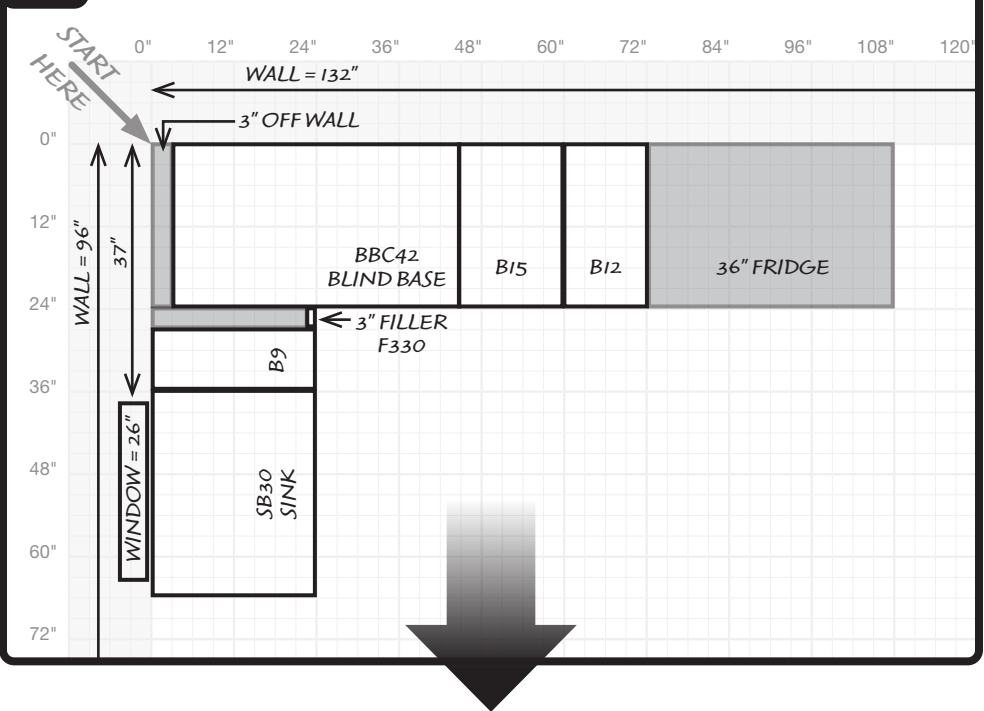 START
HERE
0" 12" 24" 36" 48" 60" 72" 84" 96" 108" 120"
WALL = 132"
3" OFF WALL
0"
12"
24"
36"
48"
60"
72"
WALL = 96"
37"
WINDOW = 26"
BBC42
BLIND BASE
B15
B12
36" FRIDGE
3" FILLER
F330
B9
SB30
SINK